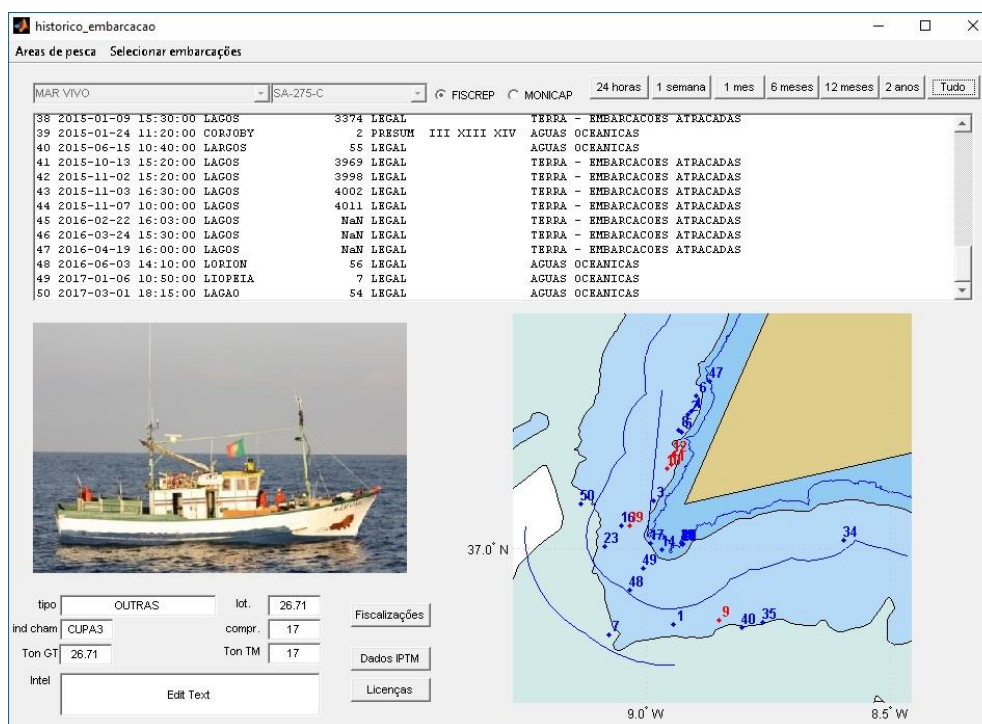 historico_embarcacao
Areas de pesca Selecionar embarcações
MAR VIVO SA-275-C FISCREP MONICAP 24 horas 1 semana 1 mes 6 meses 12 meses 2 anos Tudo
38 2015-01-09 15:30:00 LAGOS 3374 LEGAL TERRA - EMBARCACOES ATRACADAS
39 2015-01-24 11:20:00 CORJOBY 2 PRESUM III XIII XIV AGUAS OCEANICAS
40 2015-06-15 10:40:00 LARGOS 55 LEGAL AGUAS OCEANICAS
41 2015-10-13 15:20:00 LAGOS 3969 LEGAL TERRA - EMBARCACOES ATRACADAS
42 2015-11-02 15:20:00 LAGOS 3998 LEGAL TERRA - EMBARCACOES ATRACADAS
43 2015-11-03 16:30:00 LAGOS 4002 LEGAL TERRA - EMBARCACOES ATRACADAS
44 2015-11-07 10:00:00 LAGOS 4011 LEGAL TERRA - EMBARCACOES ATRACADAS
45 2016-02-22 16:03:00 LAGOS NaN LEGAL TERRA - EMBARCACOES ATRACADAS
46 2016-03-24 15:30:00 LAGOS NaN LEGAL TERRA - EMBARCACOES ATRACADAS
47 2016-04-19 16:00:00 LAGOS NaN LEGAL TERRA - EMBARCACOES ATRACADAS
48 2016-06-03 14:10:00 LORION 56 LEGAL AGUAS OCEANICAS
49 2017-01-06 10:50:00 LIOPEIA 7 LEGAL AGUAS OCEANICAS
50 2017-03-01 18:15:00 LAGAO 54 LEGAL AGUAS OCEANICAS
47
6
3
50
16 39
17 14 34
37.0° N 23
49
48
9 35
7 1 40
9.0° W 8.5° W
tipo OUTRAS lot. 26.71 Fiscalizações
ind cham CUPA3 compr. 17
Ton GT 26.71 Ton TM 17 Dados IPTM
Intel Edit Text Licenças